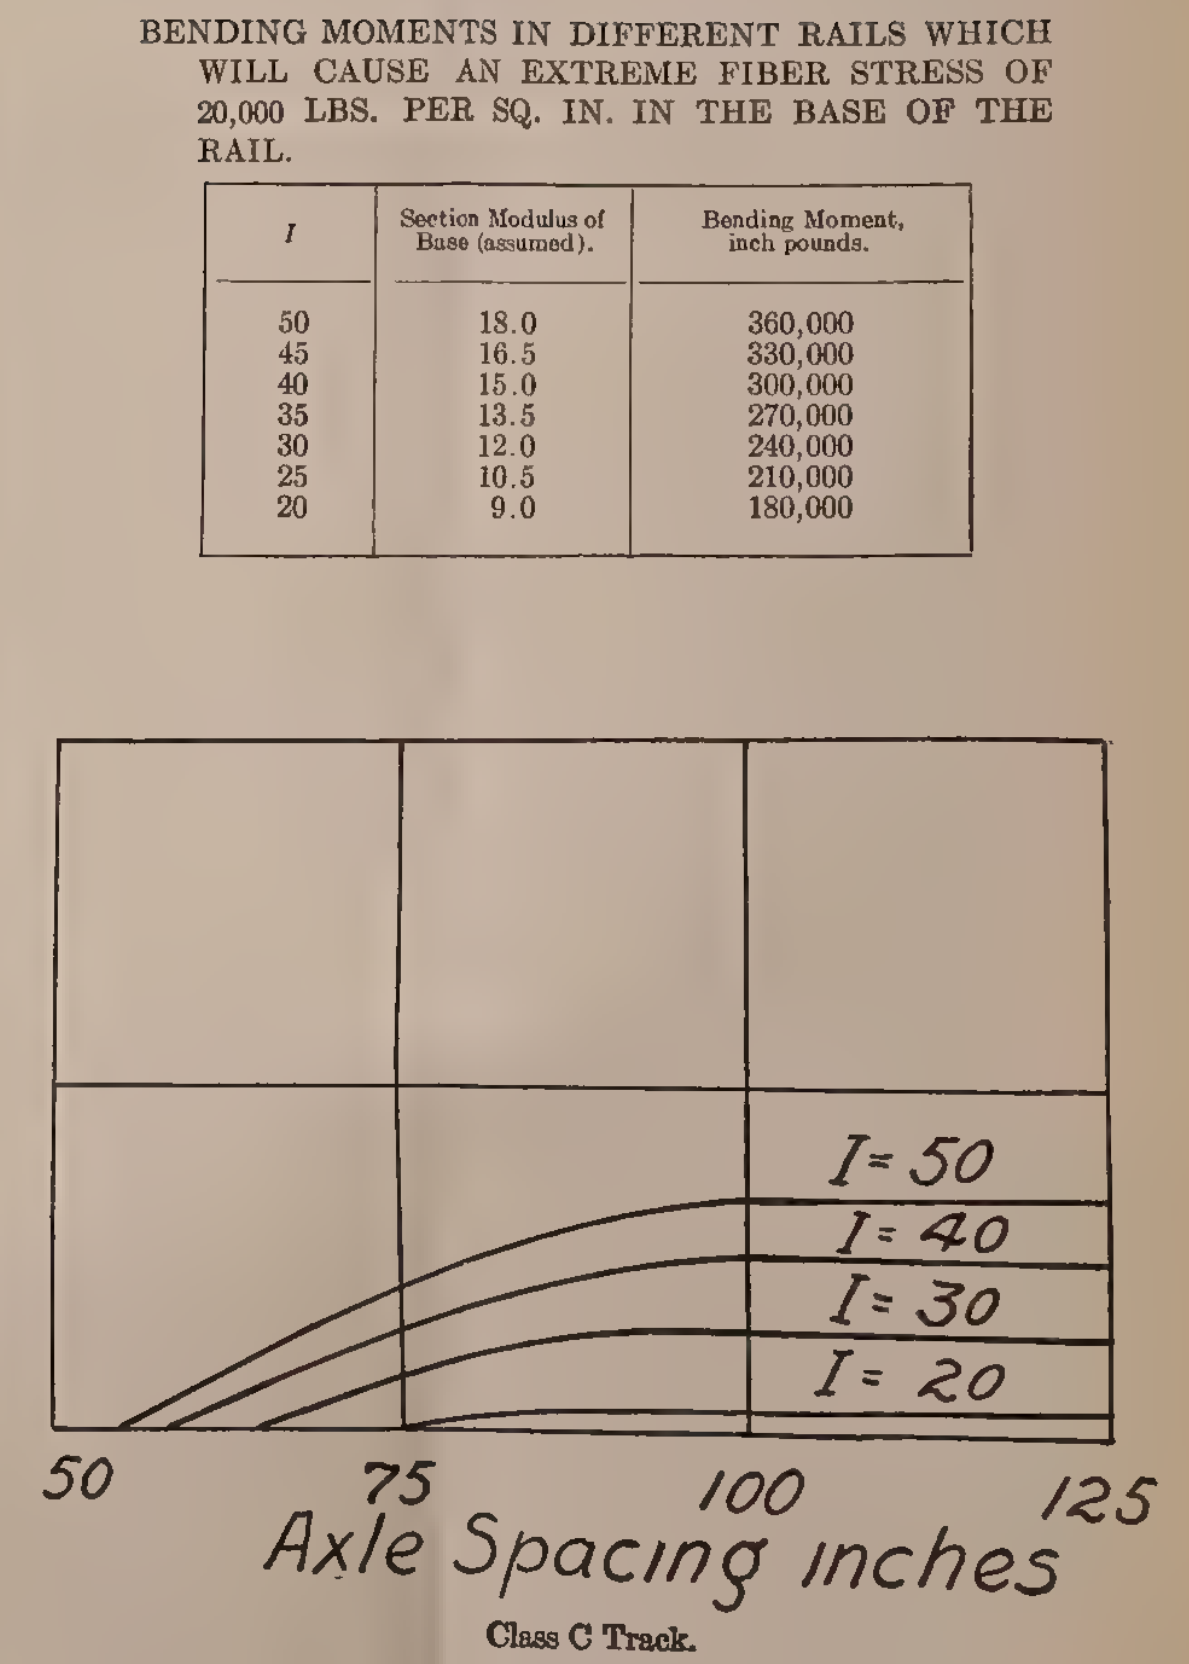 BENDING MOMENTS IN DIFFERENT RAILS WHICH
WILL CAUSE AN EXTREME FIBER STRESS OF
20,000 LBS. PER SQ. IN. IN THE BASE OF THE
RAIL.
I
Section Modulus of
Base (assumed).
Bending Moment,
inch pounds.
50 18.0 360,000
45 16.5 330,000
40 15.0 300,000
35 13.5 270,000
30 12.0 240,000
25 10.5 210,000
20 9.0 180,000
I= 50
I= 40
I= 30
I= 20
50 75 100 125
Axle Spacing inches
Class C Track.